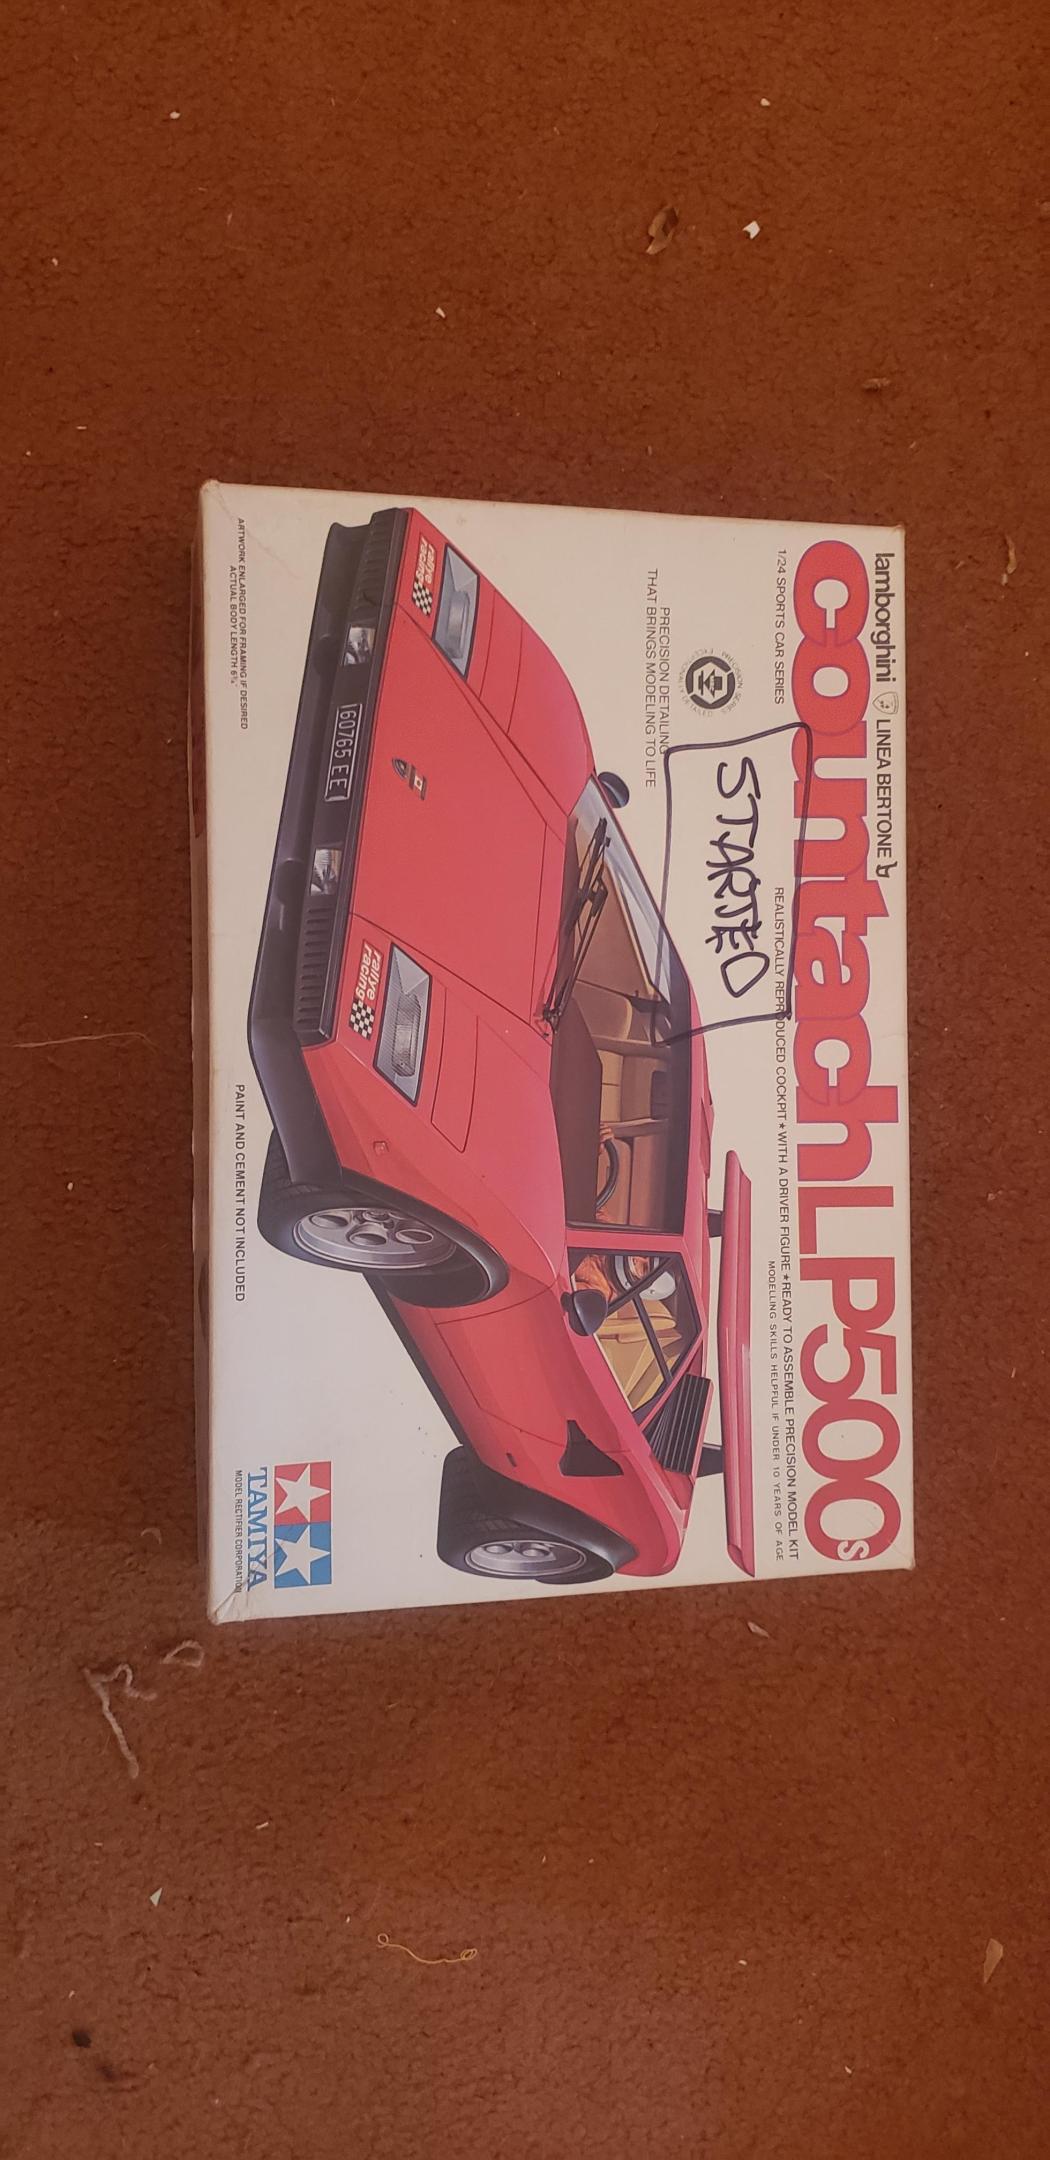 lamborghini LINEA BERTONE b
countach LP500S
1/24 SPORTS CAR SERIES
REALISTICALLY REPRODUCED COCKPIT ★ WITH A DRIVER FIGURE ★ READY TO ASSEMBLE PRECISION MODEL KIT
MODELLING SKILLS HELPFUL IF UNDER 10 YEARS OF AGE
STARTED
PRECISION DETAILING
THAT BRINGS MODELING TO LIFE
rallye
racing
rallye
racing
160765 EE
ARTWORK ENLARGED FOR FRAMING IF DESIRED
ACTUAL BODY LENGTH 6¾"
PAINT AND CEMENT NOT INCLUDED
TAMIYA
MODEL RECTIFIER CORPORATION